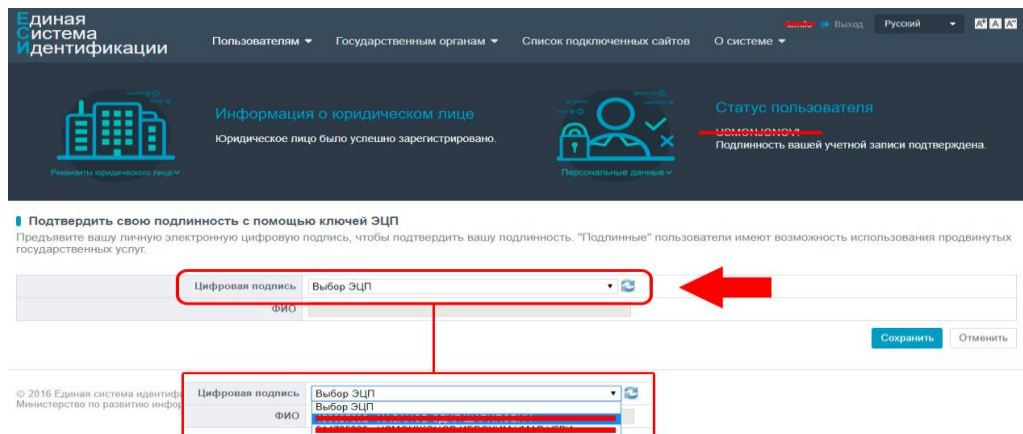 Единая
Система
Идентификации
Пользователям
Государственным органам
Список подключенных сайтов
О системе
Выход
Русский
A+ A A-
Информация о юридическом лице
Юридическое лицо было успешно зарегистрировано.
Реквизиты юридического лица
Статус пользователя
Подлинность вашей учетной записи подтверждена.
Персональные данные
Подтвердить свою подлинность с помощью ключей ЭЦП
Предъявите вашу личную электронную цифровую подпись, чтобы подтвердить вашу подлинность. "Подлинные" пользователи имеют возможность использования продвинутых
государственных услуг.
Цифровая подпись Выбор ЭЦП
ФИО
Сохранить Отменить
© 2016 Единая система
Министерство по развитию
Цифровая подпись Выбор ЭЦП
Выбор ЭЦП
ФИО